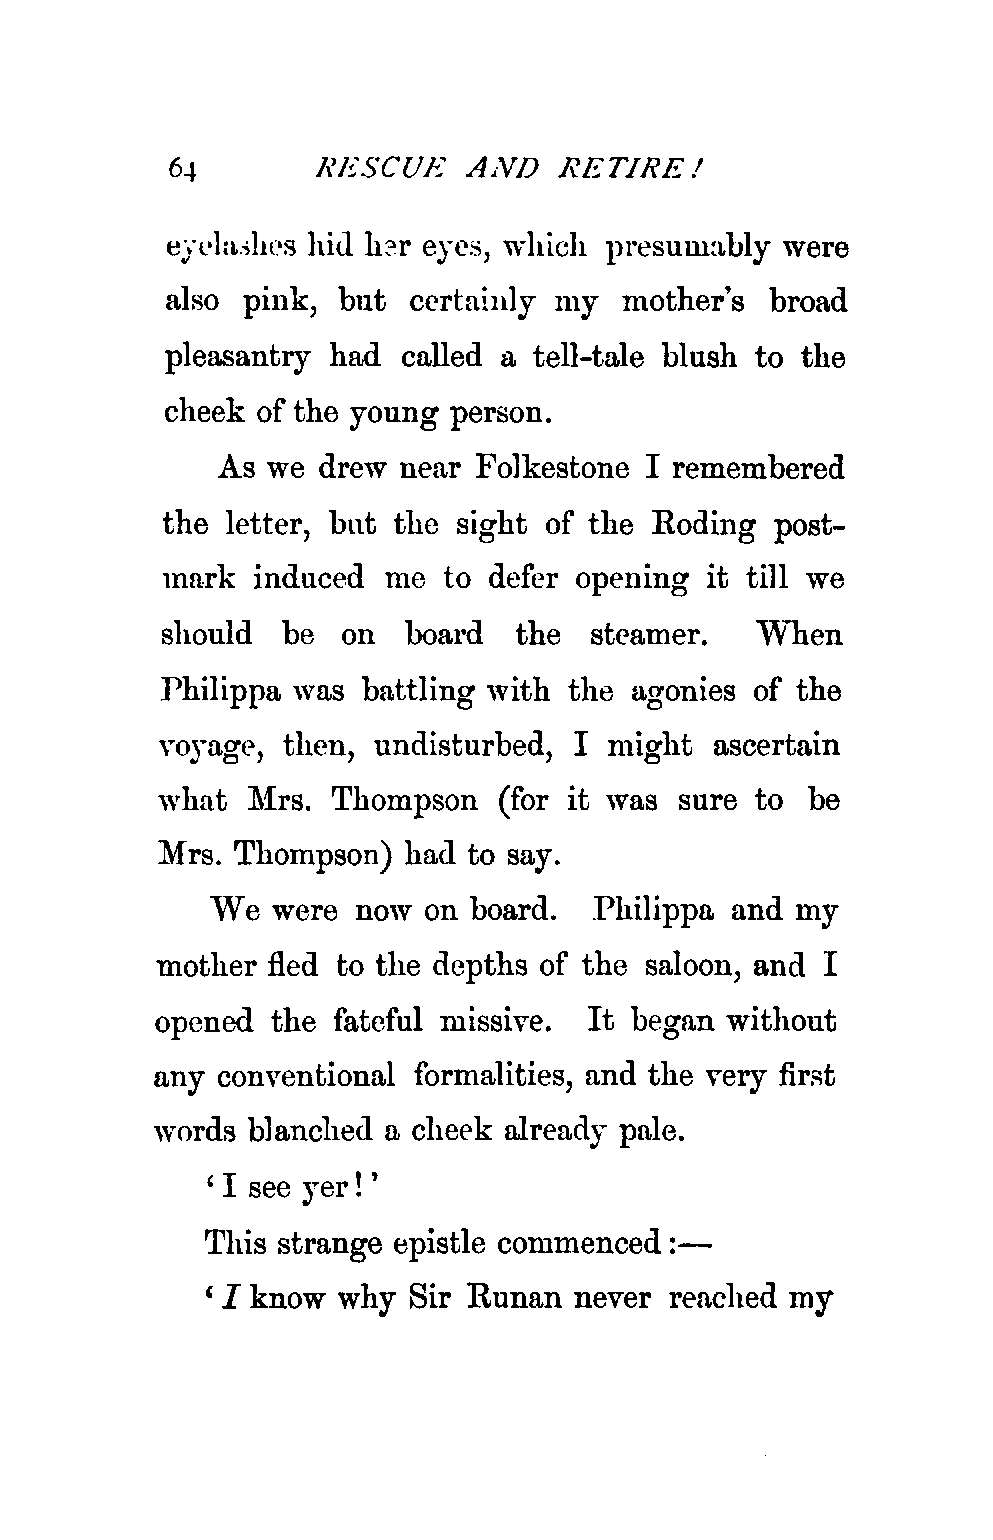 64 RESCUE AND RETIRE!
eyelashes hid her eyes, which presumably were
also pink, but certainly my mother's broad
pleasantry had called a tell-tale blush to the
cheek of the young person.
As we drew near Folkestone I remembered
the letter, but the sight of the Roding post-
mark induced me to defer opening it till we
should be on board the steamer. When
Philippa was battling with the agonies of the
voyage, then, undisturbed, I might ascertain
what Mrs. Thompson (for it was sure to be
Mrs. Thompson) had to say.
We were now on board. Philippa and my
mother fled to the depths of the saloon, and I
opened the fateful missive. It began without
any conventional formalities, and the very first
words blanched a cheek already pale.
‘I see yer!’
This strange epistle commenced:—
‘I know why Sir Runan never reached my